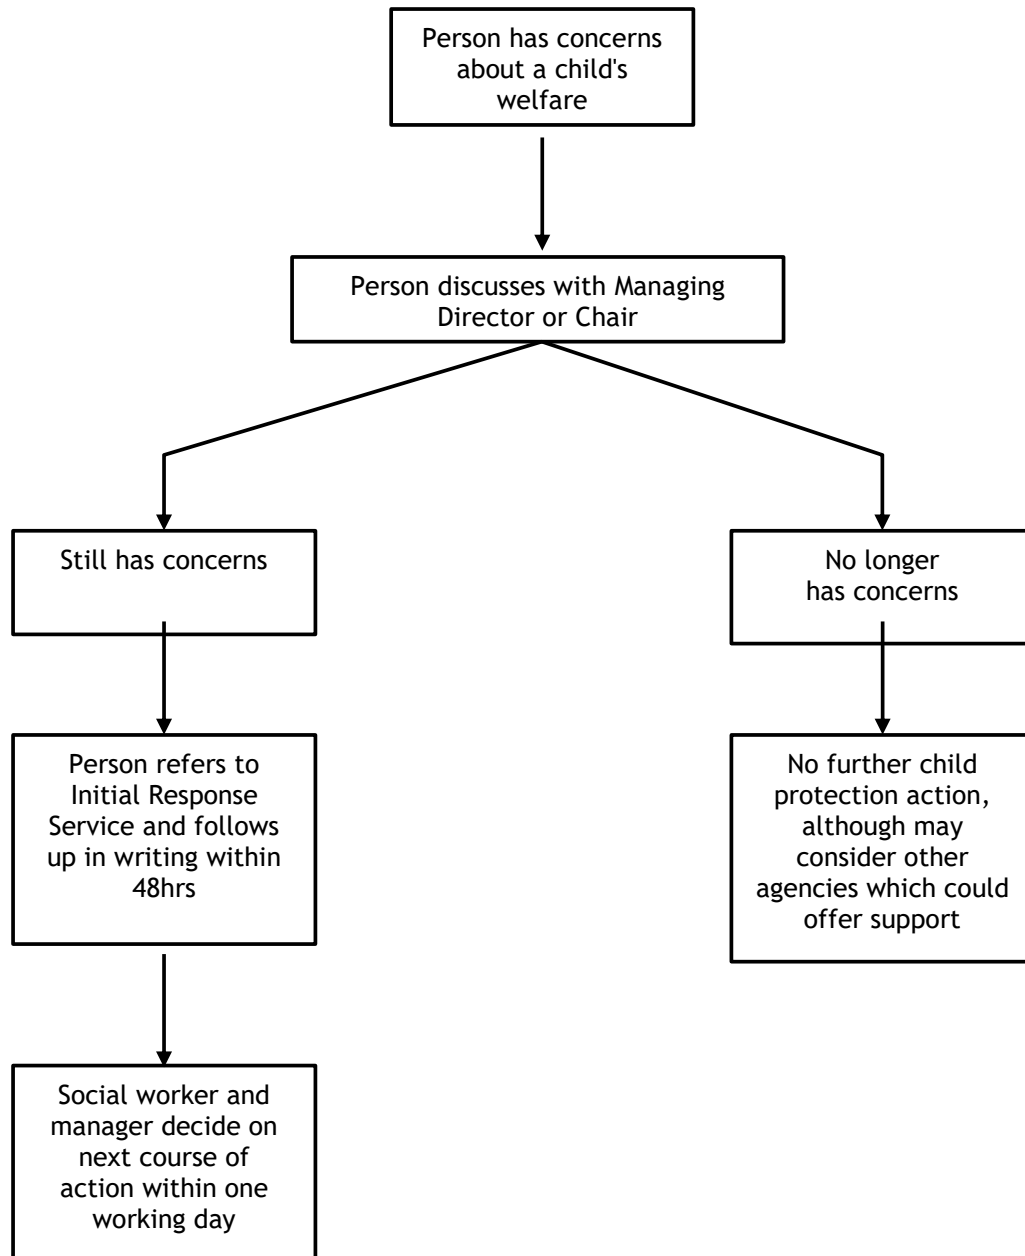 Person has concerns
about a child's
welfare
Person discusses with Managing
Director or Chair
Still has concerns
No longer
has concerns
Person refers to
Initial Response
Service and follows
up in writing within
48hrs
No further child
protection action,
although may
consider other
agencies which could
offer support
Social worker and
manager decide on
next course of
action within one
working day